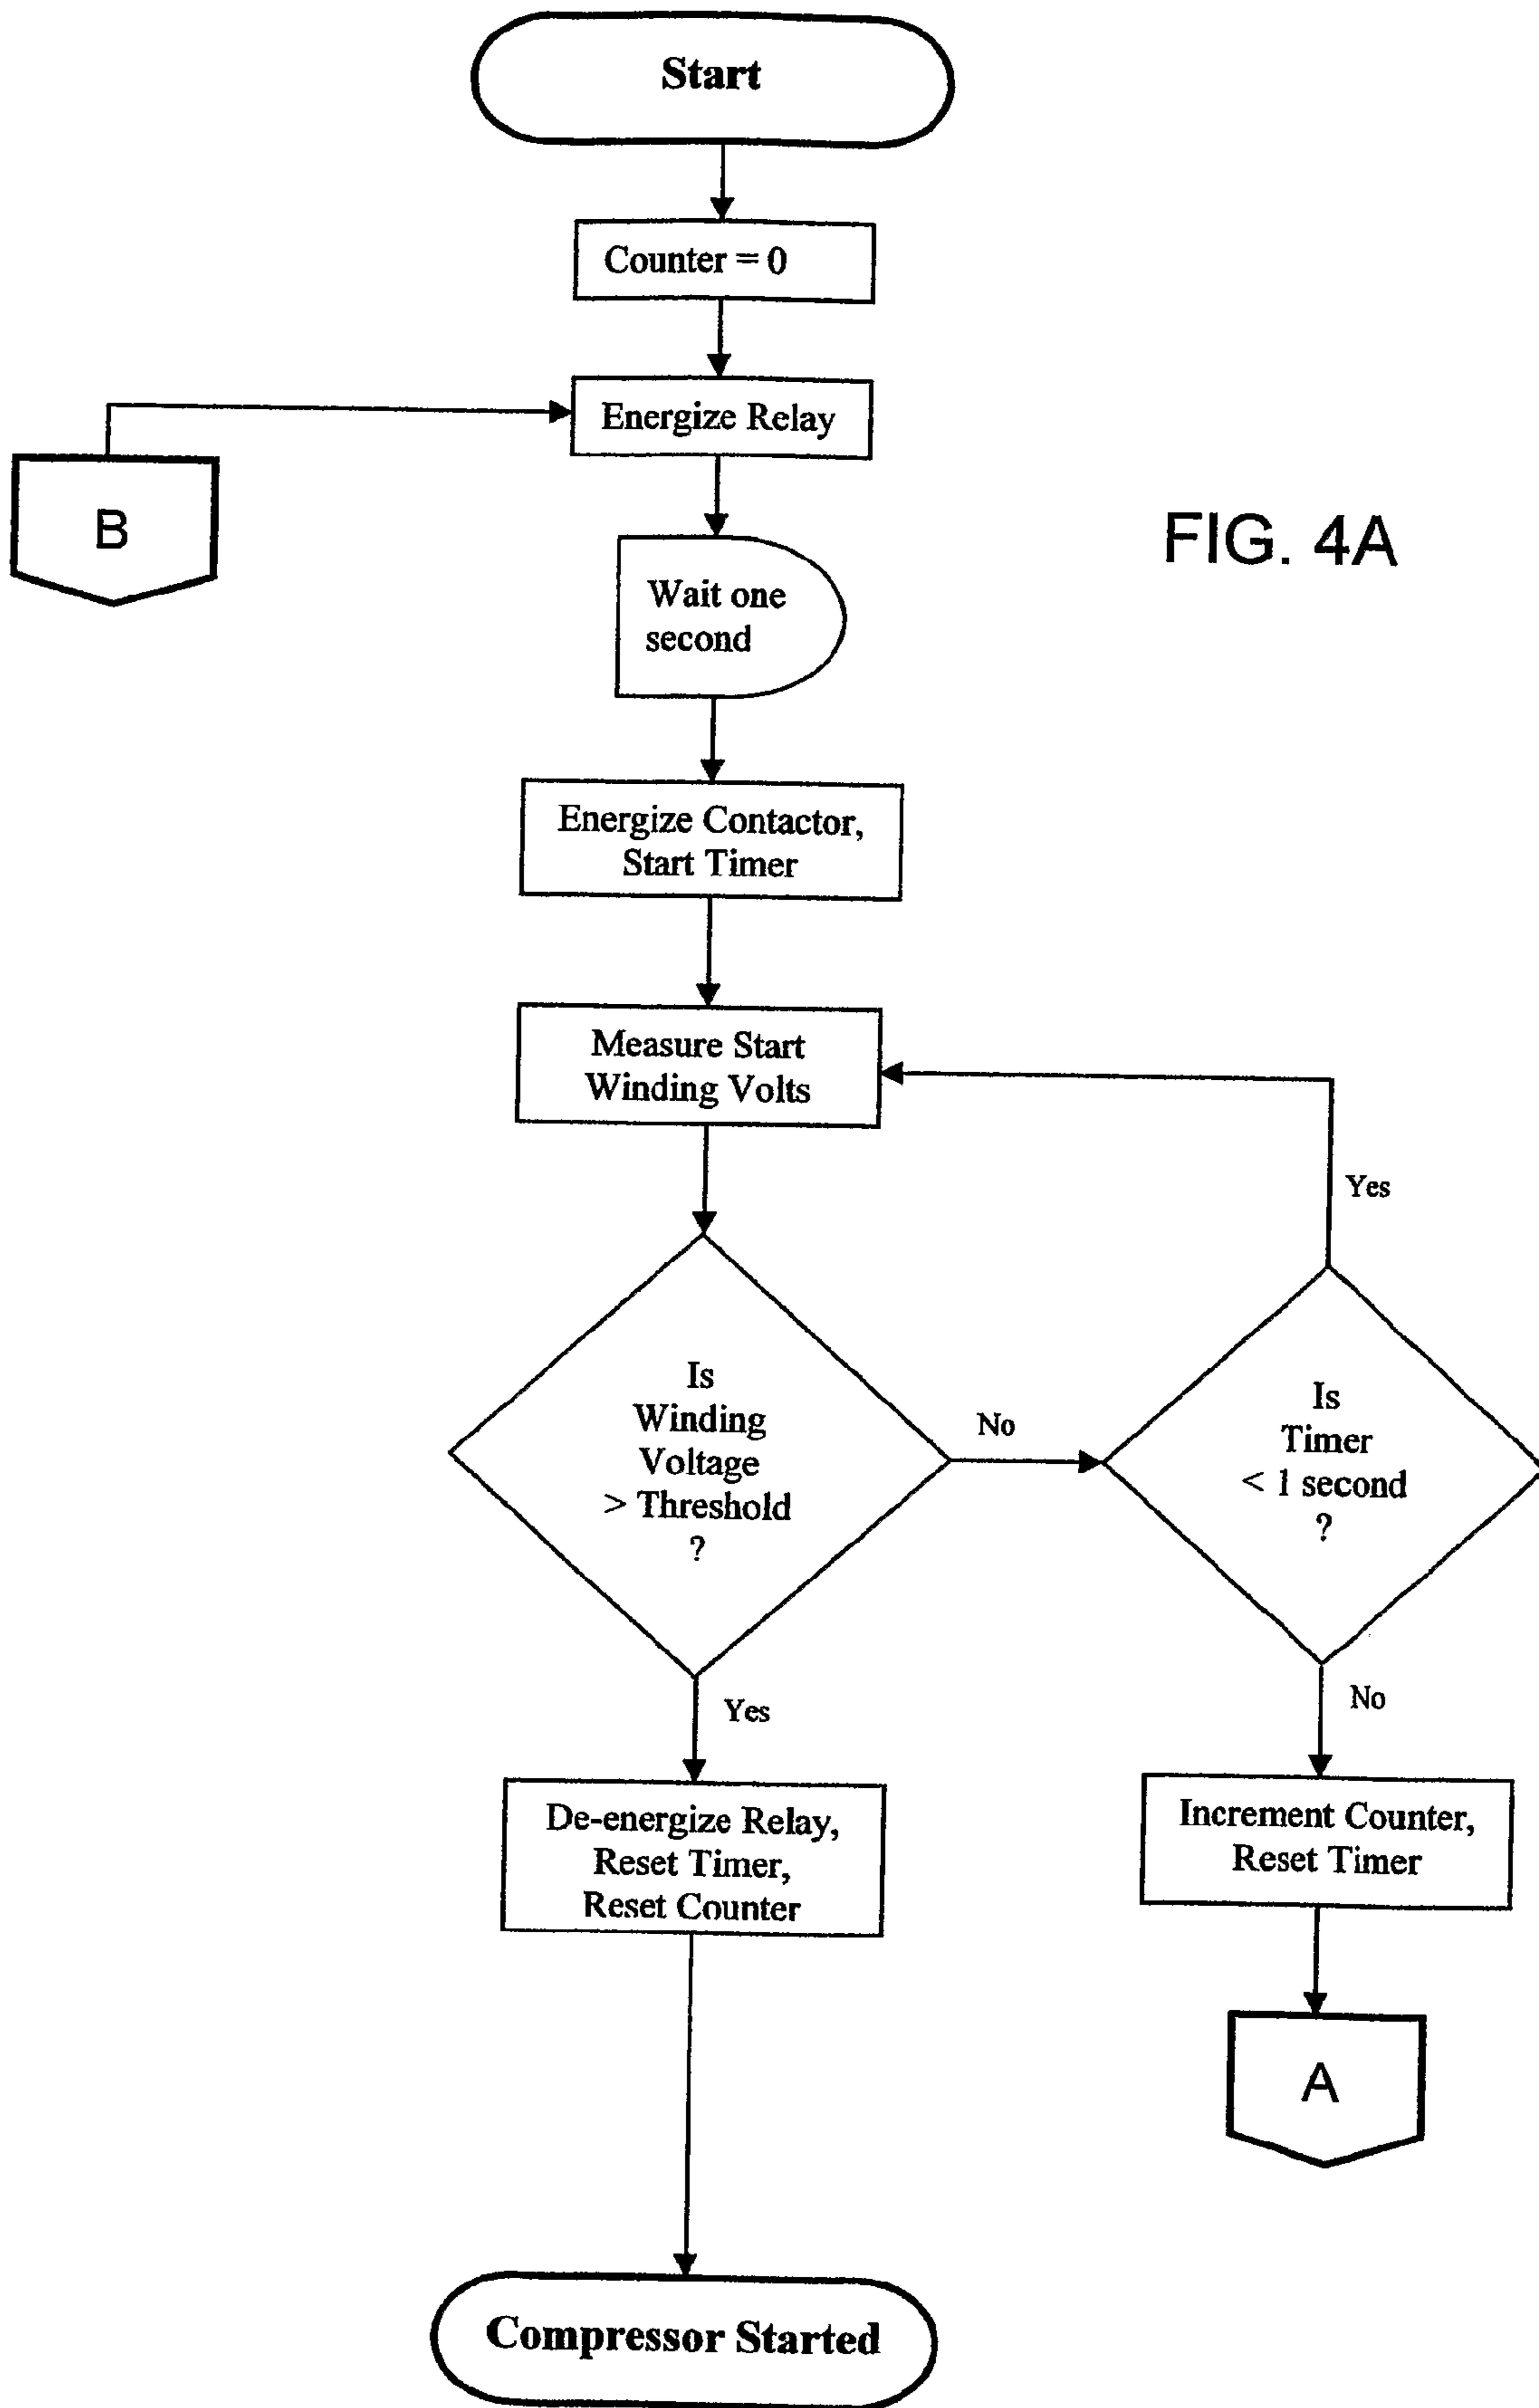 Start
Counter = 0
Energize Relay
B
FIG. 4A
Wait one
second
Energize Contactor,
Start Timer
Measure Start
Winding Volts
Yes
Is
Winding
Voltage
> Threshold
?
No
Is
Timer
< 1 second
?
Yes
No
De-energize Relay,
Reset Timer,
Reset Counter
Increment Counter,
Reset Timer
A
Compressor Started